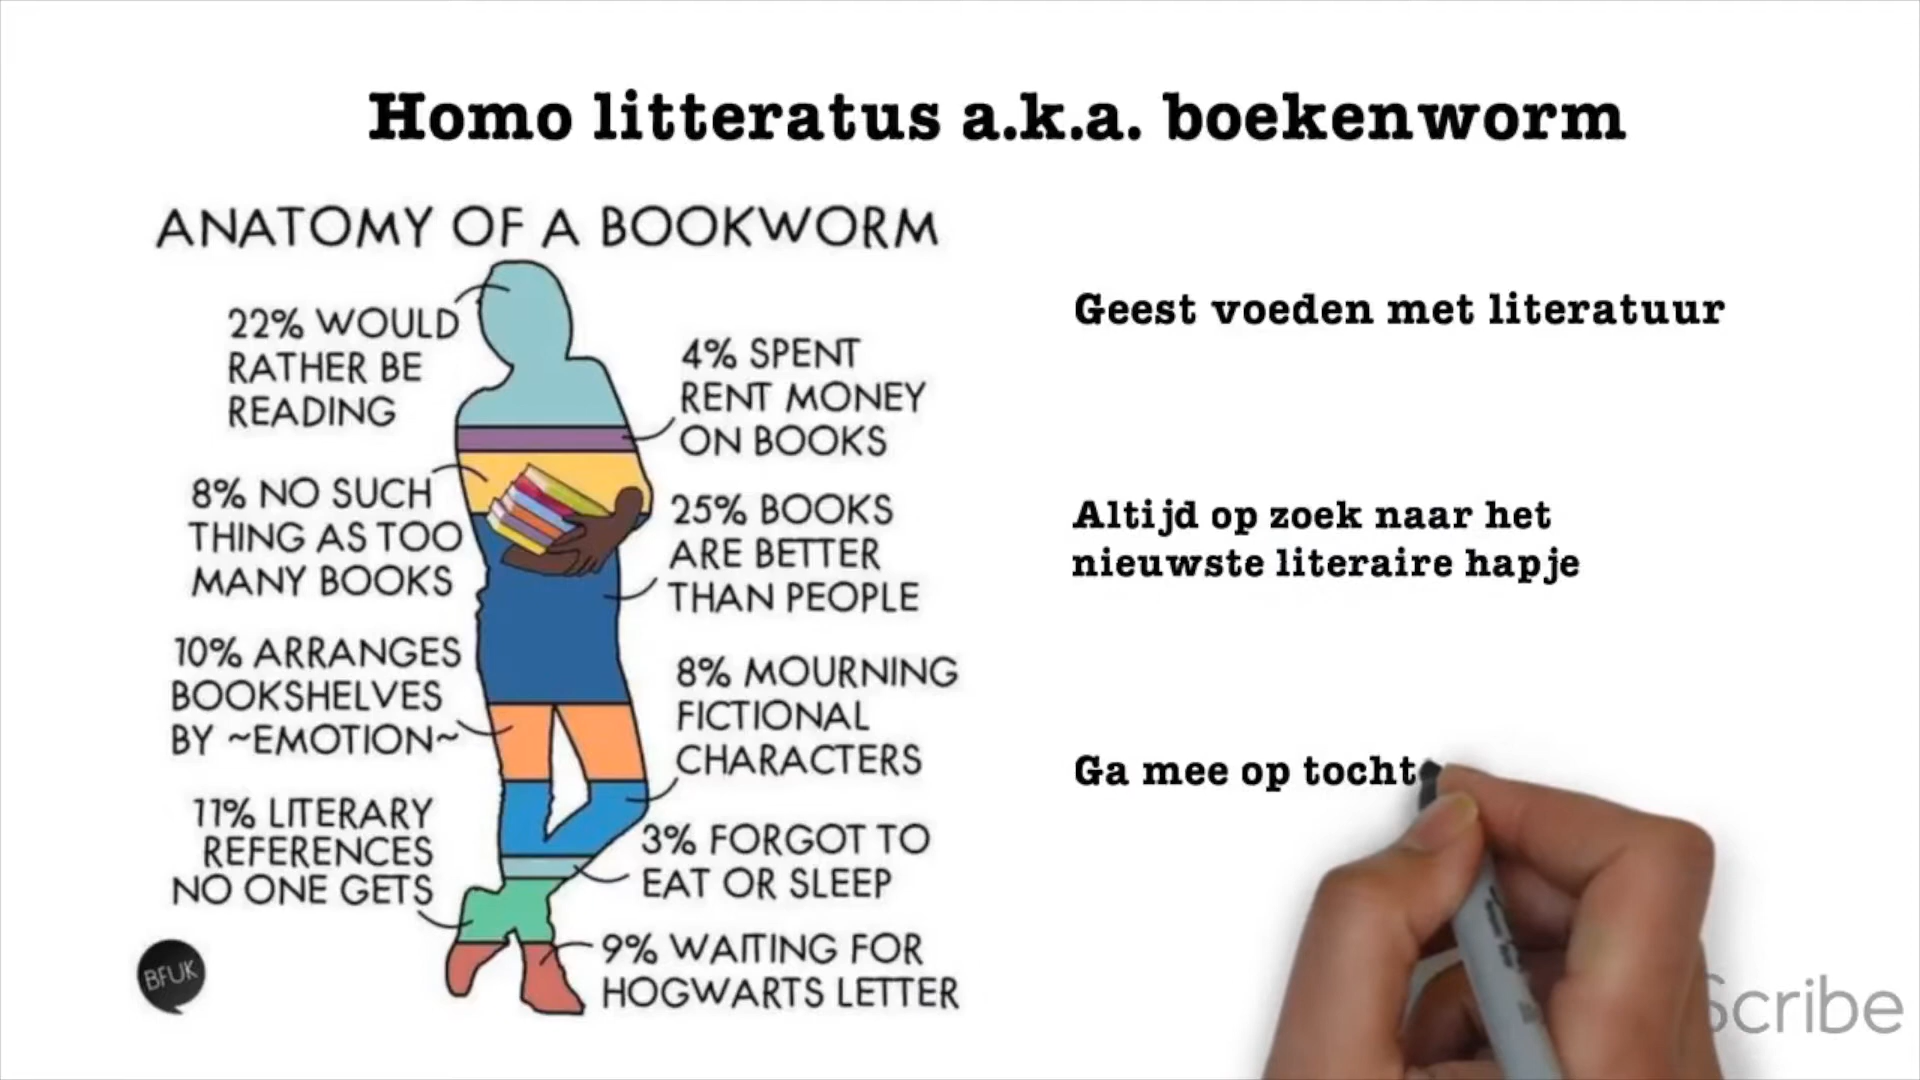 Homo litteratus a.k.a. boekenworm
ANATOMY OF A BOOKWORM
22% WOULD
RATHER BE
READING
4% SPENT
RENT MONEY
ON BOOKS
8% NO SUCH
THING AS TOO
MANY BOOKS
25% BOOKS
ARE BETTER
THAN PEOPLE
10% ARRANGES
BOOKSHELVES
BY ~EMOTION~
8% MOURNING
FICTIONAL
CHARACTERS
11% LITERARY
REFERENCES
NO ONE GETS
3% FORGOT TO
EAT OR SLEEP
9% WAITING FOR
HOGWARTS LETTER
BFUK
Geest voeden met literatuur
Altijd op zoek naar het
nieuwste literaire hapje
Ga mee op tocht
Scribe